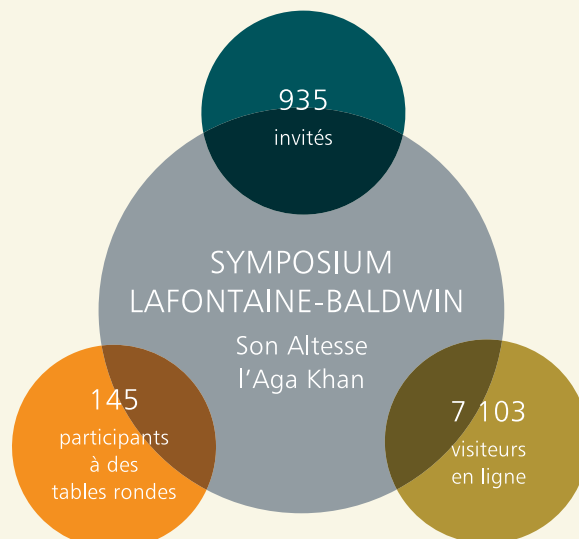 935
invités
SYMPOSIUM
LAFONTAINE-BALDWIN
Son Altesse
l’Aga Khan
145
participants
à des
tables rondes
7 103
visiteurs
en ligne